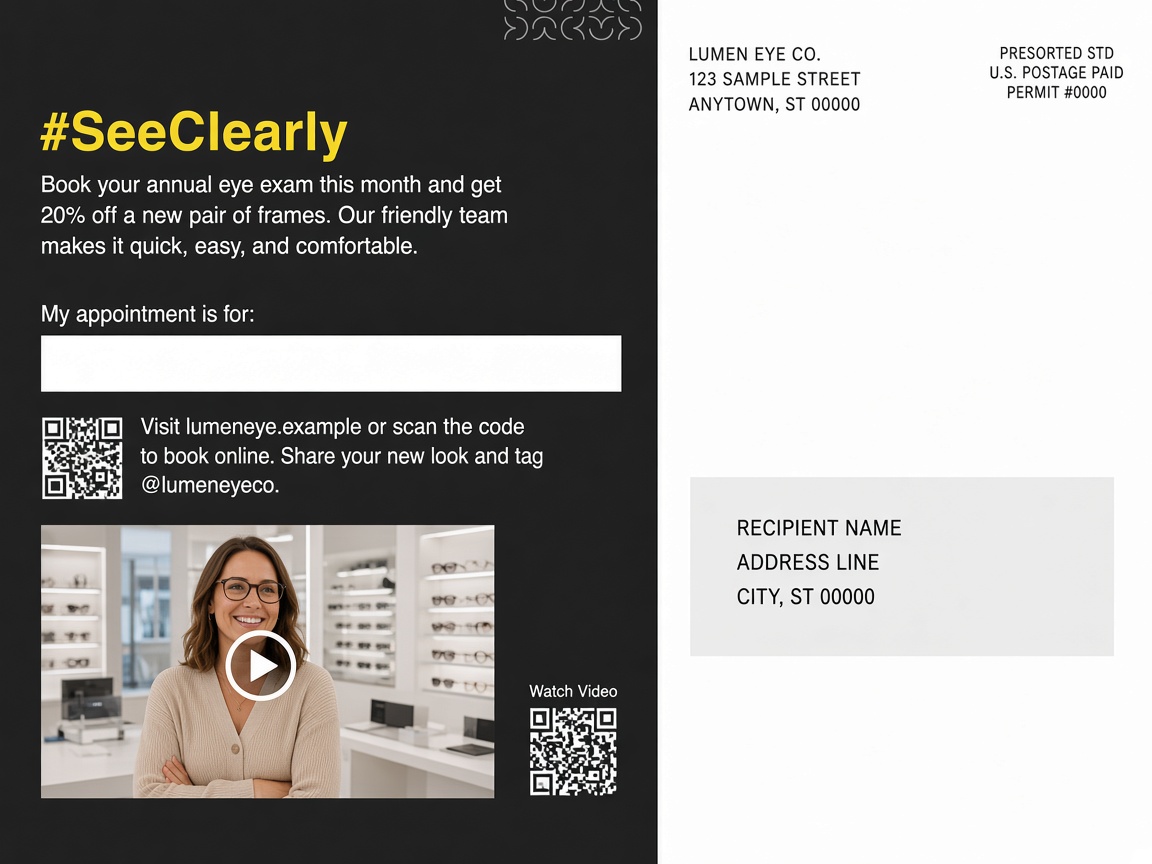 #SeeClearly
Book your annual eye exam this month and get
20% off a new pair of frames. Our friendly team
makes it quick, easy, and comfortable.
My appointment is for:
Visit lumeneye.example or scan the code
to book online. Share your new look and tag
@lumeneyeco.
Watch Video
LUMEN EYE CO.
123 SAMPLE STREET
ANYTOWN, ST 00000
PRESORTED STD
U.S. POSTAGE PAID
PERMIT #0000
RECIPIENT NAME
ADDRESS LINE
CITY, ST 00000